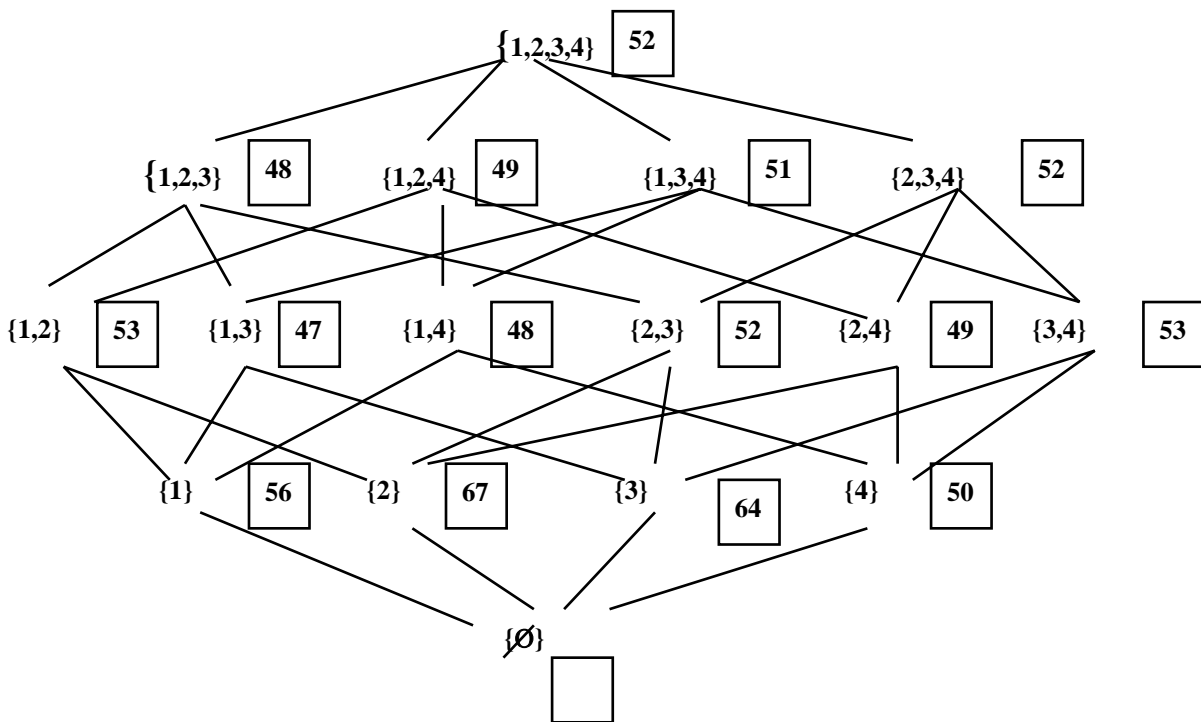 {1,2,3,4} 52
{1,2,3} 48 {1,2,4} 49 {1,3,4} 51 {2,3,4} 52
{1,2} 53 {1,3} 47 {1,4} 48 {2,3} 52 {2,4} 49 {3,4} 53
{1} 56 {2} 67 {3} 64 {4} 50
{Ø}